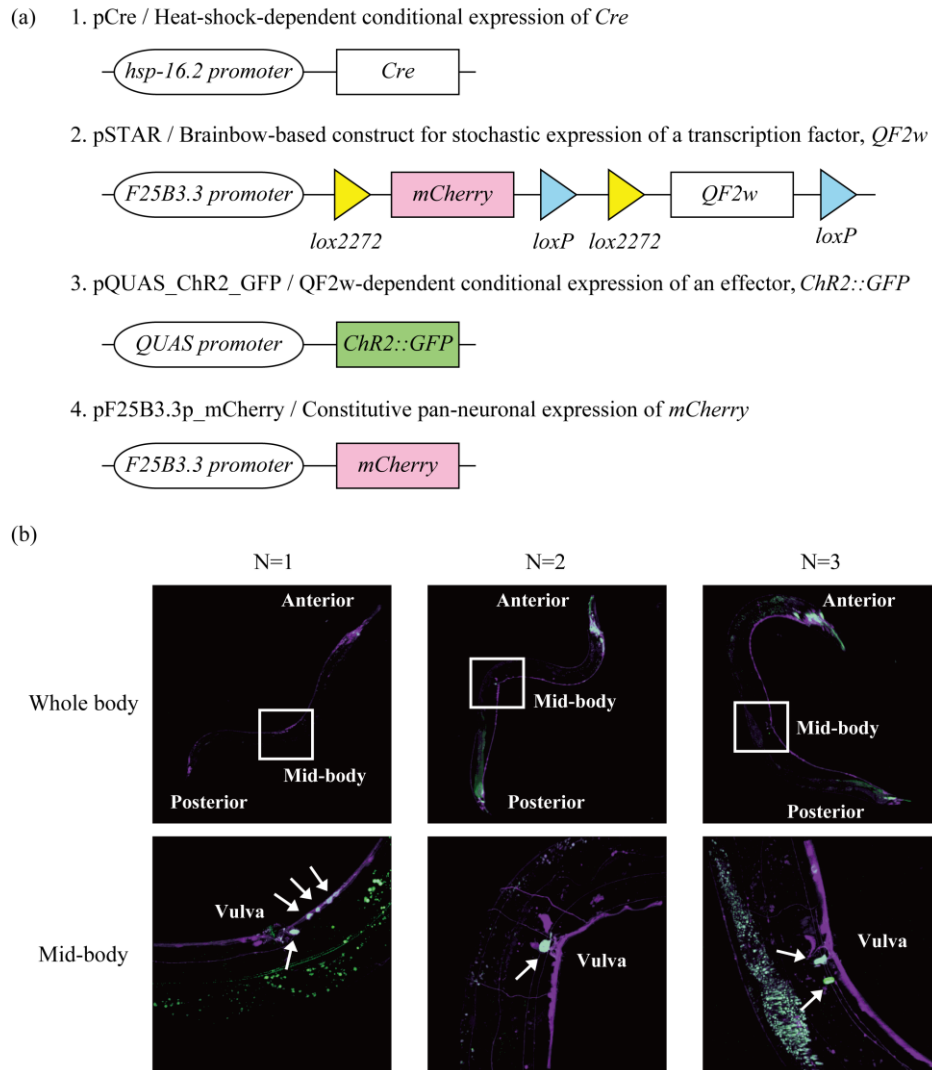 (a)
1. pCre / Heat-shock-dependent conditional expression of Cre
hsp-16.2 promoter
Cre
2. pSTAR / Brainbow-based construct for stochastic expression of a transcription factor, QF2w
F25B3.3 promoter
mCherry
QF2w
lox2272
loxP
lox2272
loxP
3. pQUAS_ChR2_GFP / QF2w-dependent conditional expression of an effector, ChR2::GFP
QUAS promoter
ChR2::GFP
4. pF25B3.3p_mCherry / Constitutive pan-neuronal expression of mCherry
F25B3.3 promoter
mCherry
(b)
N=1
N=2
N=3
Whole body
Anterior
Mid-body
Posterior
Anterior
Mid-body
Posterior
Anterior
Mid-body
Posterior
Mid-body
Vulva
Vulva
Vulva